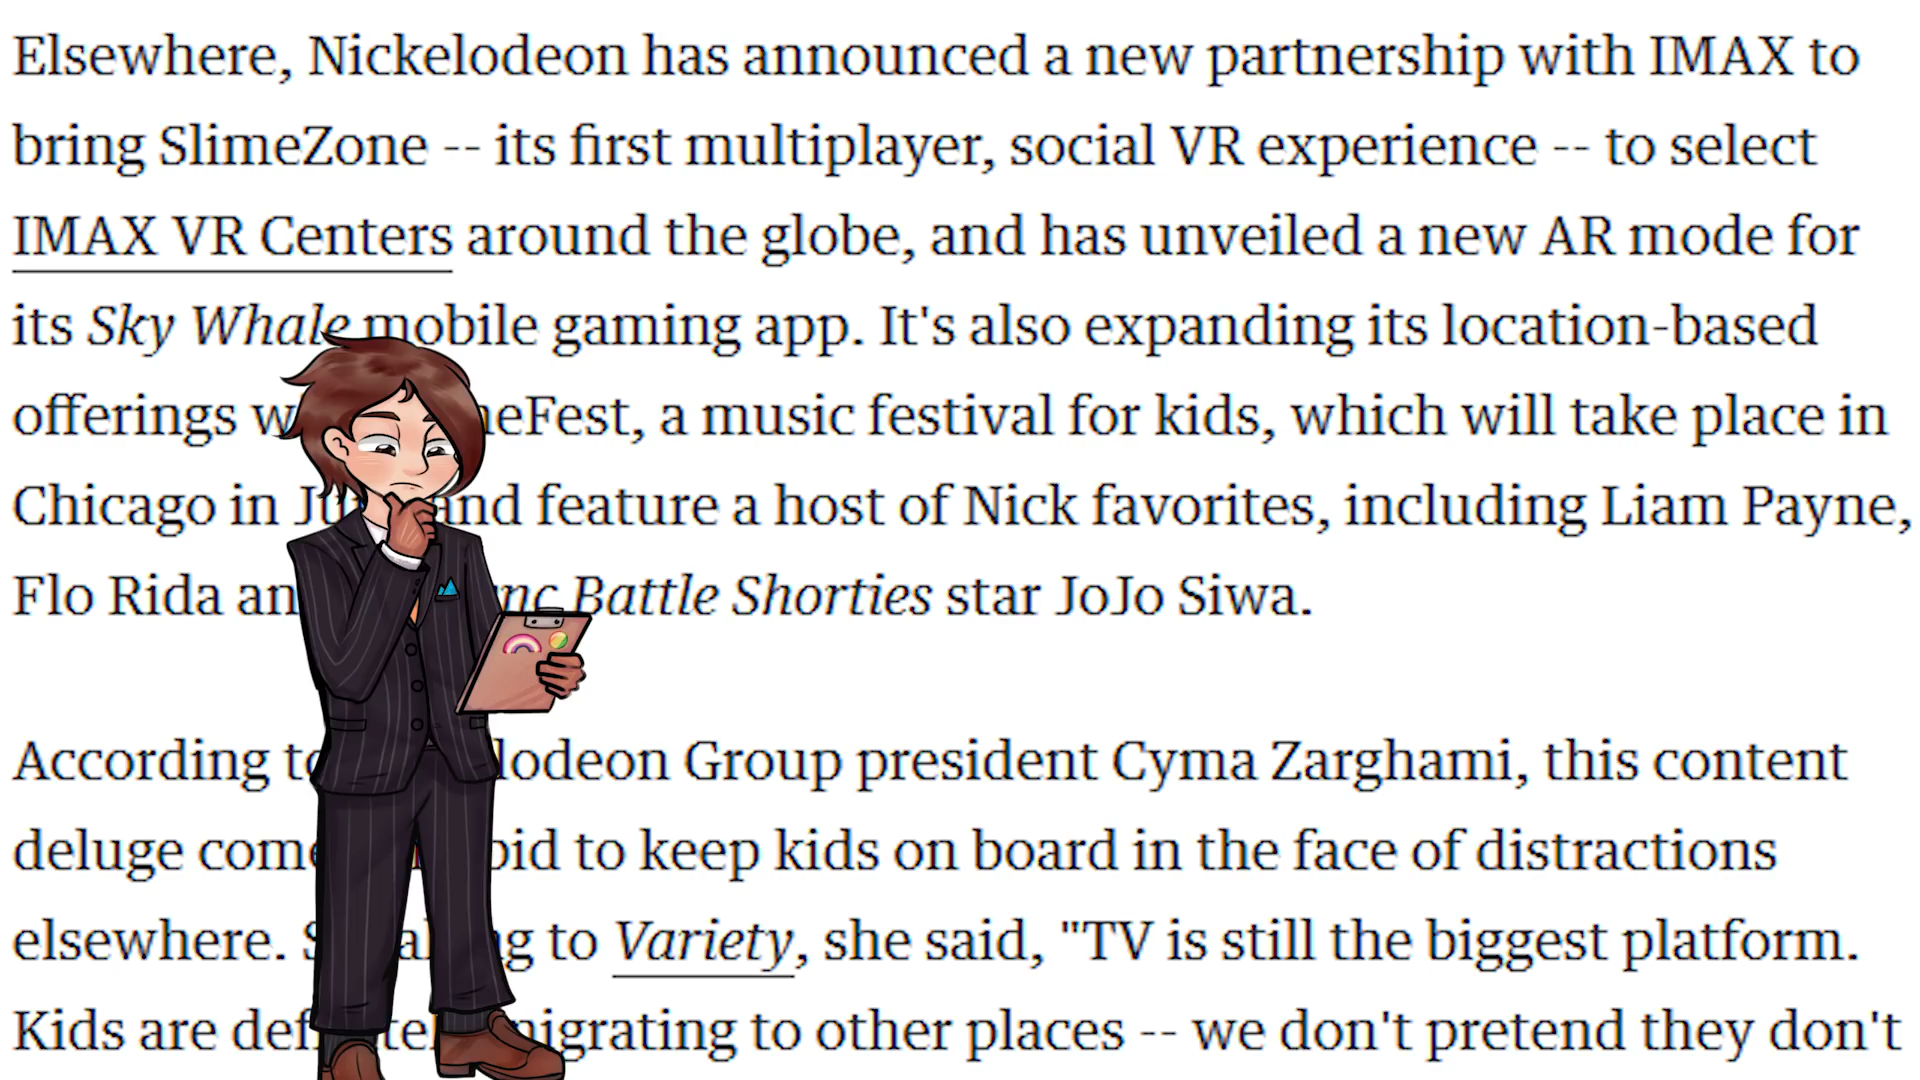 Elsewhere, Nickelodeon has announced a new partnership with IMAX to
bring SlimeZone -- its first multiplayer, social VR experience -- to select
IMAX VR Centers around the globe, and has unveiled a new AR mode for
its Sky Whale mobile gaming app. It's also expanding its location-based
offerings a music festival for kids, which will take place in
Chicago in and feature a host of Nick favorites, including Liam Payne,
Flo Rida Battle Shorties star JoJo Siwa.
According Group president Cyma Zarghami, this content
deluge bid to keep kids on board in the face of distractions
elsewhere. to Variety, she said, "TV is still the biggest platform.
Kids are to other places -- we don't pretend they don't